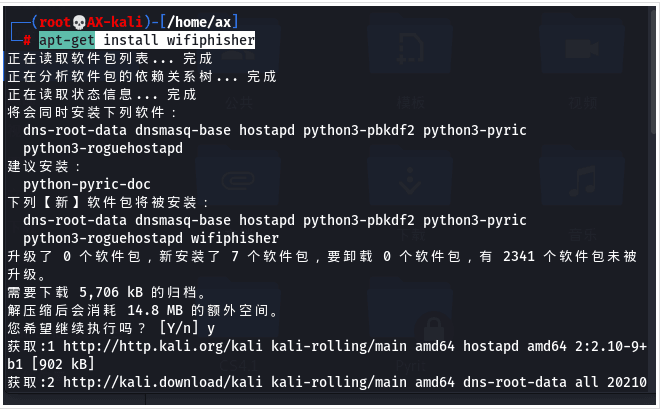 ┌──(root💀AX-kali)-[/home/ax]
└─# apt-get install wifiphisher
正在读取软件包列表... 完成
正在分析软件包的依赖关系树... 完成
正在读取状态信息... 完成
将会同时安装下列软件：
  dns-root-data dnsmasq-base hostapd python3-pbkdf2 python3-pyric
  python3-roguehostapd
建议安装：
  python-pyric-doc
下列【新】软件包将被安装：
  dns-root-data dnsmasq-base hostapd python3-pbkdf2 python3-pyric
  python3-roguehostapd wifiphisher
升级了 0 个软件包，新安装了 7 个软件包，要卸载 0 个软件包，有 2341 个软件包未被
升级。
需要下载 5,706 kB 的归档。
解压缩后会消耗 14.8 MB 的额外空间。
您希望继续执行吗？ [Y/n] y
获取:1 http://http.kali.org/kali kali-rolling/main amd64 hostapd amd64 2:2.10-9+
b1 [902 kB]
获取:2 http://kali.download/kali kali-rolling/main amd64 dns-root-data all 20210